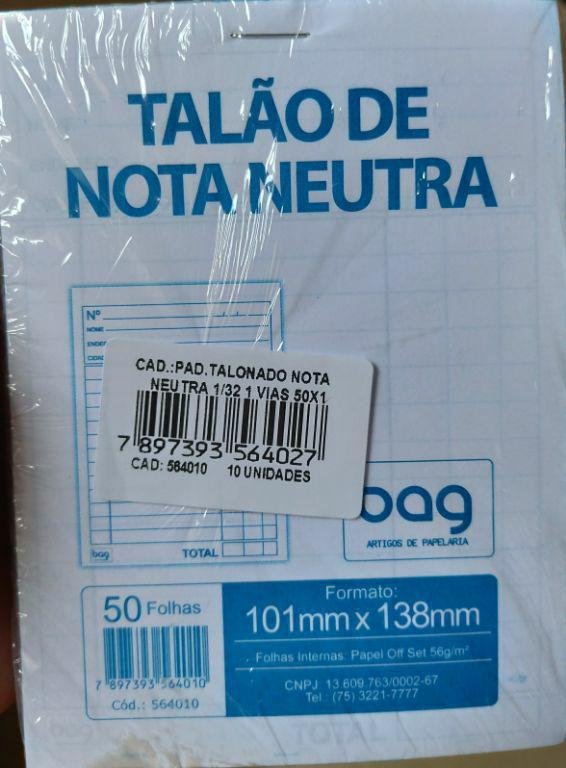 TALÃO DE
NOTA NEUTRA
Nº
NOME
CAD.:PAD.TALONADO NOTA
NEUTRA 1/32 1 VIAS 50X1
7 897393 564027
CAD: 564010 10 UNIDADES
bag
ARTIGOS DE PAPELARIA
bag
TOTAL
50 Folhas
7 897393 564010
Cód.: 564010
Formato:
101mm x 138mm
Folhas Internas: Papel Off Set 56g/m²
CNPJ 13.609.763/0002-67
Tel.: (75) 3221-7777
bag
TOTAL